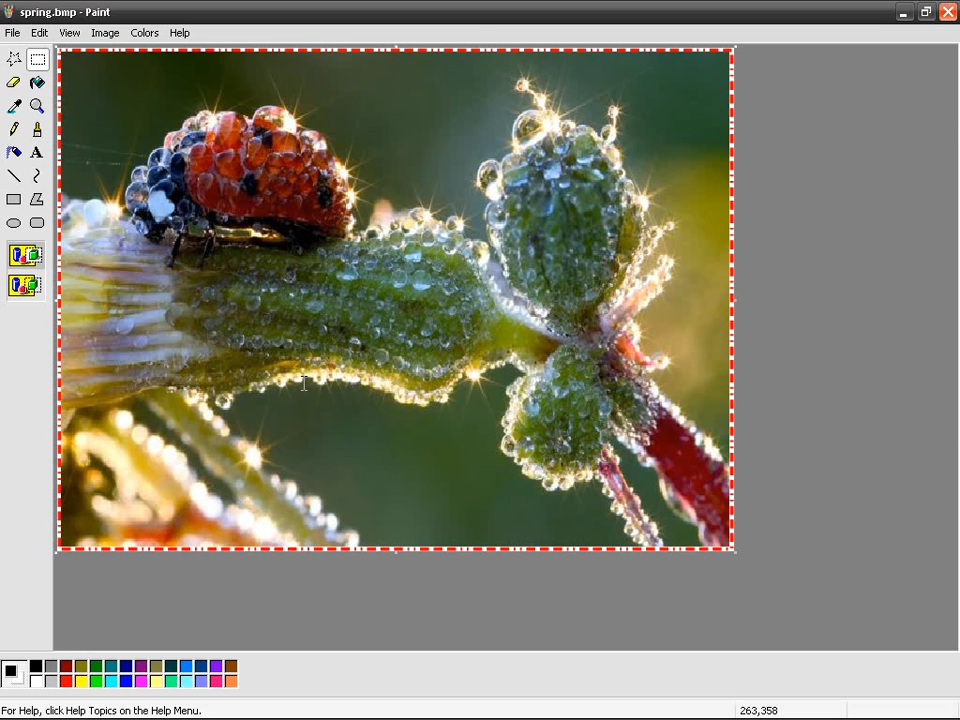 spring.bmp - Paint
File Edit View Image Colors Help
A
For Help, click Help Topics on the Help Menu.
263,358